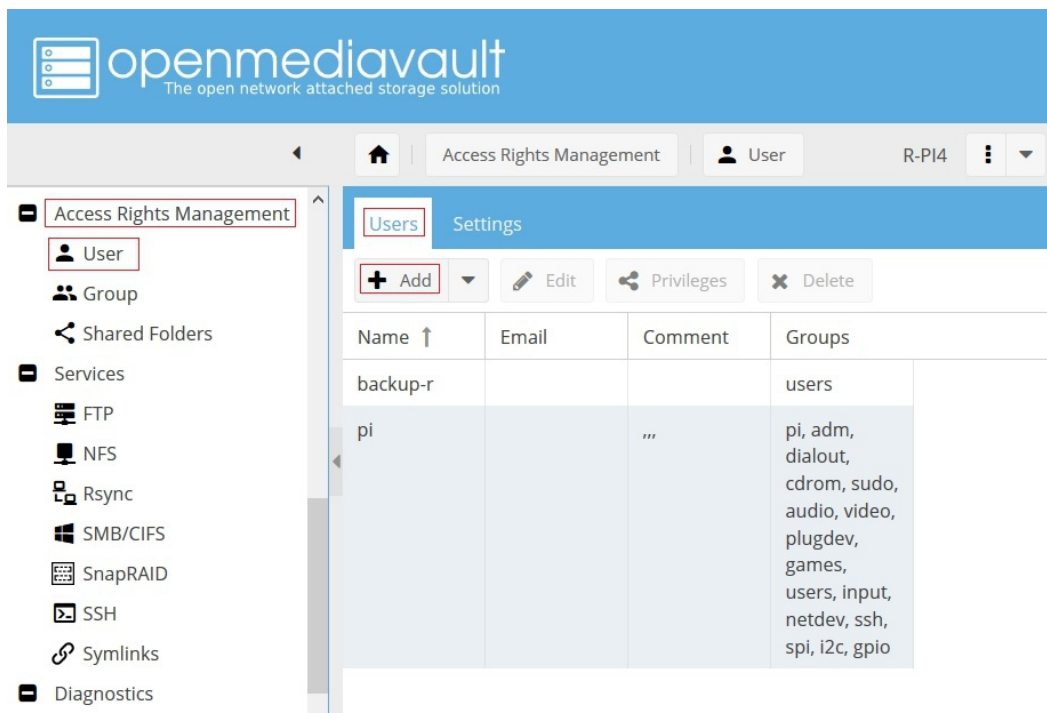 openmediavault
The open network attached storage solution
Access Rights Management
User
R-PI4
Access Rights Management
User
Group
Shared Folders
Services
FTP
NFS
Rsync
SMB/CIFS
SnapRAID
SSH
Symlinks
Diagnostics
Users Settings
Add Edit Privileges Delete
Name Email Comment Groups
backup-r users
pi ,,, pi, adm,
dialout,
cdrom, sudo,
audio, video,
plugdev,
games,
users, input,
netdev, ssh,
spi, i2c, gpio